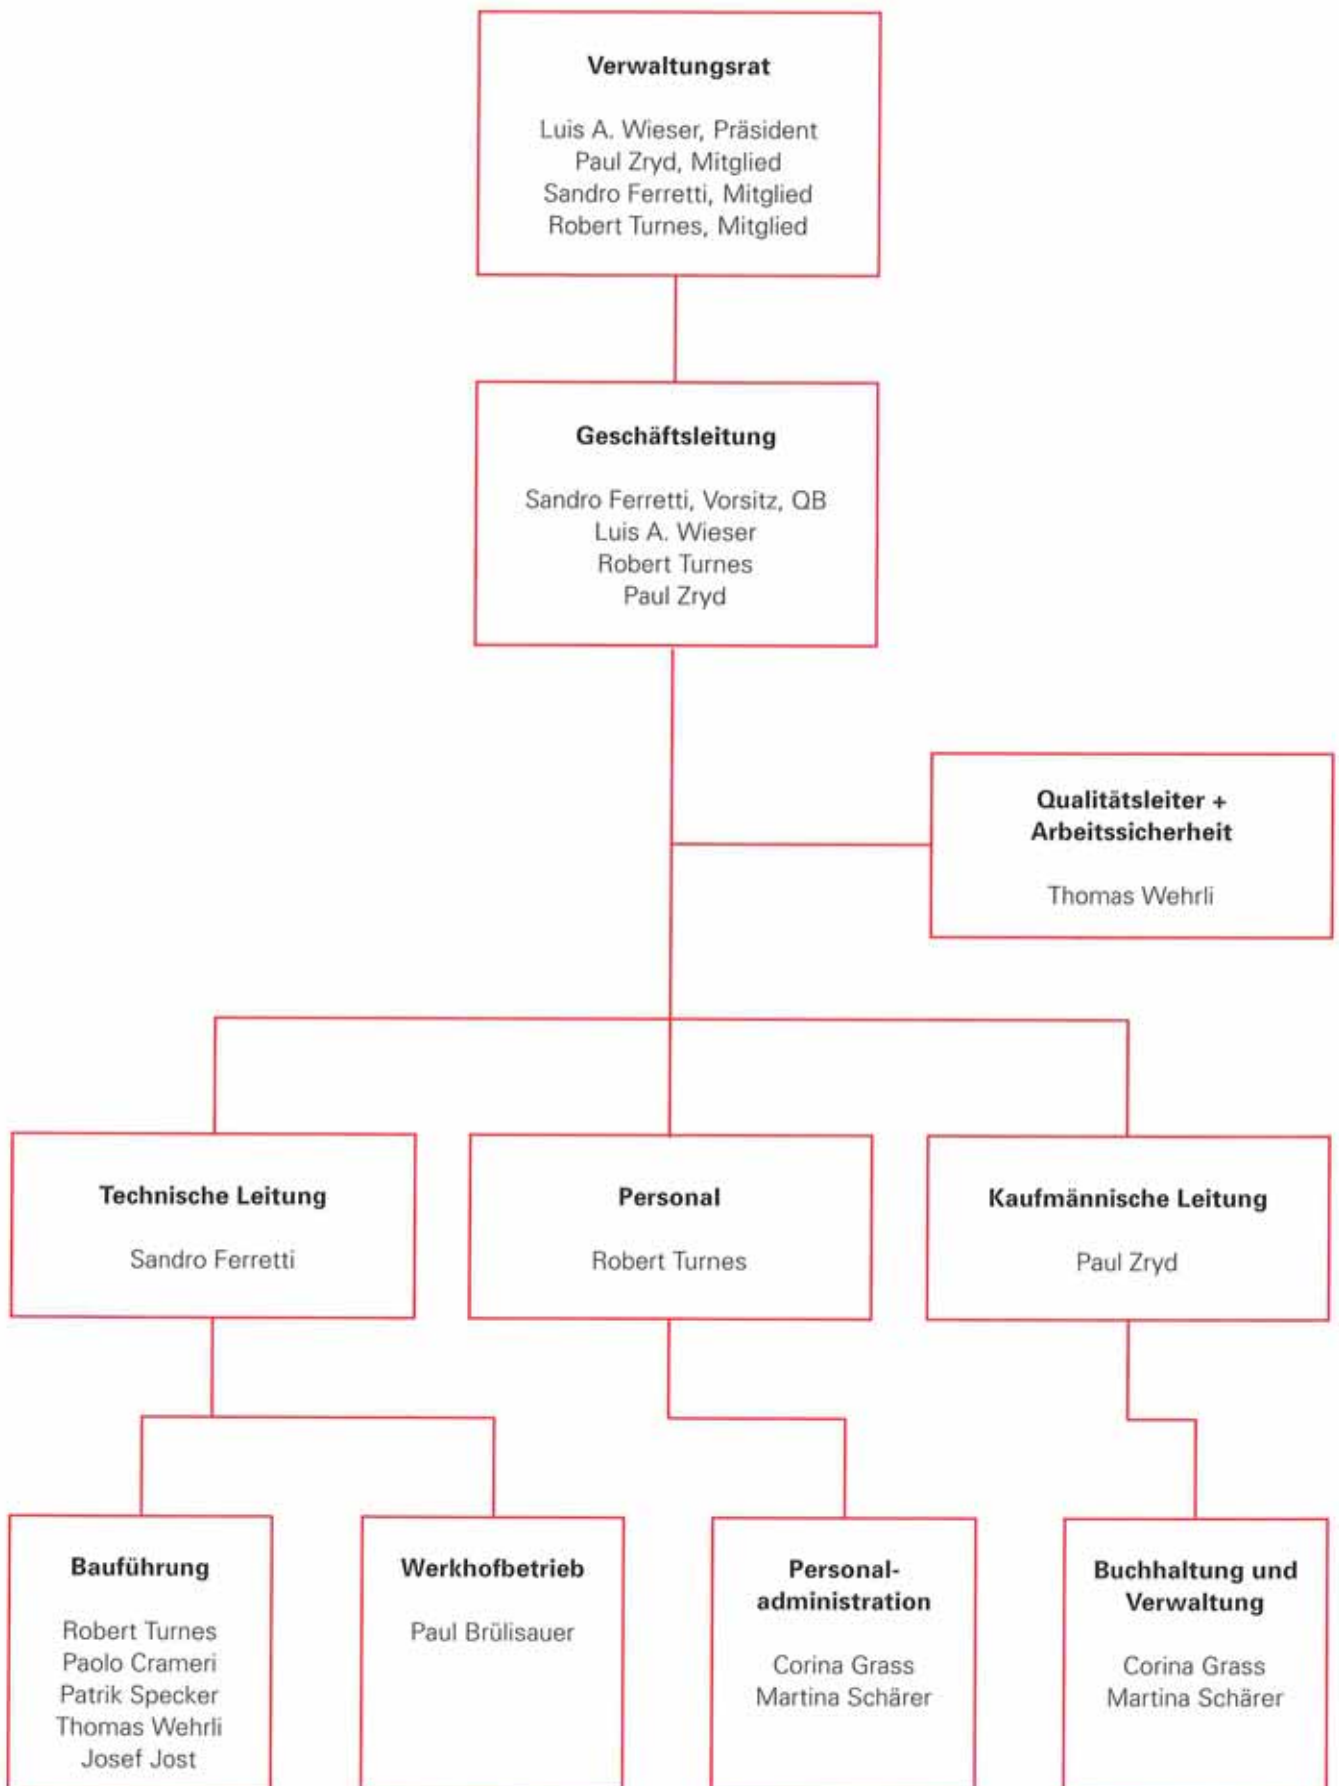 Verwaltungsrat
Luis A. Wieser, Präsident
Paul Zryd, Mitglied
Sandro Ferretti, Mitglied
Robert Turnes, Mitglied
Geschäftsleitung
Sandro Ferretti, Vorsitz, QB
Luis A. Wieser
Robert Turnes
Paul Zryd
Qualitätsleiter +
Arbeitssicherheit
Thomas Wehrli
Technische Leitung
Sandro Ferretti
Personal
Robert Turnes
Kaufmännische Leitung
Paul Zryd
Bauführung
Robert Turnes
Paolo Crameri
Patrik Specker
Thomas Wehrli
Josef Jost
Werkhofbetrieb
Paul Brülisauer
Personal-
administration
Corina Grass
Martina Schärer
Buchhaltung und
Verwaltung
Corina Grass
Martina Schärer